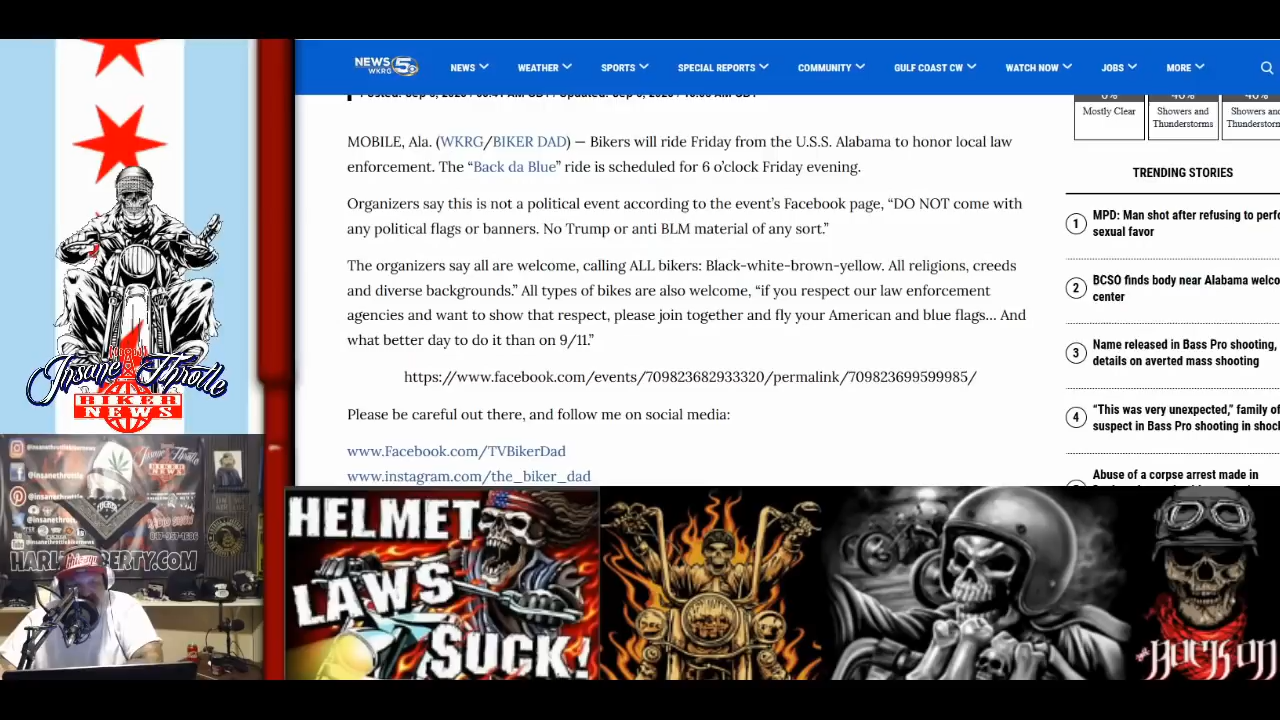 NEWS 5
WKRG
NEWS
WEATHER
SPORTS
SPECIAL REPORTS
COMMUNITY
GULF COAST CW
WATCH NOW
JOBS
MORE
MOBILE, Ala. (WKRG/BIKER DAD) — Bikers will ride Friday from the U.S.S. Alabama to honor local law
enforcement. The “Back da Blue” ride is scheduled for 6 o’clock Friday evening.
Organizers say this is not a political event according to the event’s Facebook page, “DO NOT come with
any political flags or banners. No Trump or anti BLM material of any sort.”
The organizers say all are welcome, calling ALL bikers: Black-white-brown-yellow. All religions, creeds
and diverse backgrounds.” All types of bikes are also welcome, “if you respect our law enforcement
agencies and want to show that respect, please join together and fly your American and blue flags… And
what better day to do it than on 9/11.”
https://www.facebook.com/events/709823682933320/permalink/709823699599985/
Please be careful out there, and follow me on social media:
www.Facebook.com/TVBikerDad
www.instagram.com/the_biker_dad
Mostly Clear
Showers and
Thunderstorms
Showers and
TRENDING STORIES
1 MPD: Man shot after refusing to perfo
sexual favor
2 BCSO finds body near Alabama welco
center
3 Name released in Bass Pro shooting,
details on averted mass shooting
4 “This was very unexpected,” family of
suspect in Bass Pro shooting in shoc
Abuse of a corpse arrest made in
Insane Throttle
BIKER
NEWS
@insanethrottlebikernews
HELMET
LAWS
SUCK!